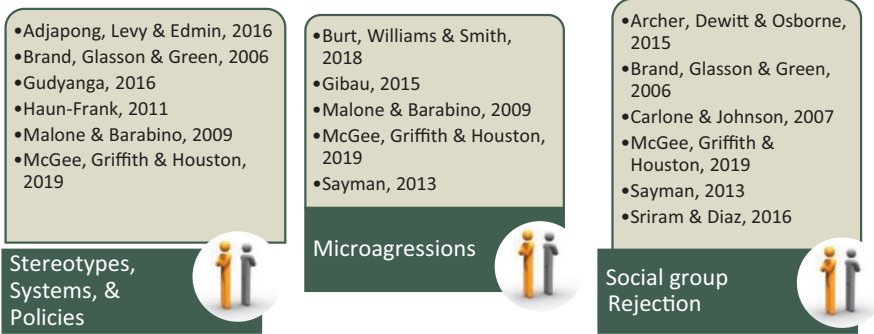 •Adjapong, Levy & Edmin, 2016
•Brand, Glasson & Green, 2006
•Gudyanga, 2016
•Haun-Frank, 2011
•Malone & Barabino, 2009
•McGee, Griffith & Houston,
2019
Stereotypes,
Systems, &
Policies
•Burt, Williams & Smith,
2018
•Gibau, 2015
•Malone & Barabino, 2009
•McGee, Griffith & Houston,
2019
•Sayman, 2013
Microagressions
•Archer, Dewitt & Osborne,
2015
•Brand, Glasson & Green,
2006
•Carlone & Johnson, 2007
•McGee, Griffith &
Houston, 2019
•Sayman, 2013
•Sriram & Diaz, 2016
Social group
Rejection